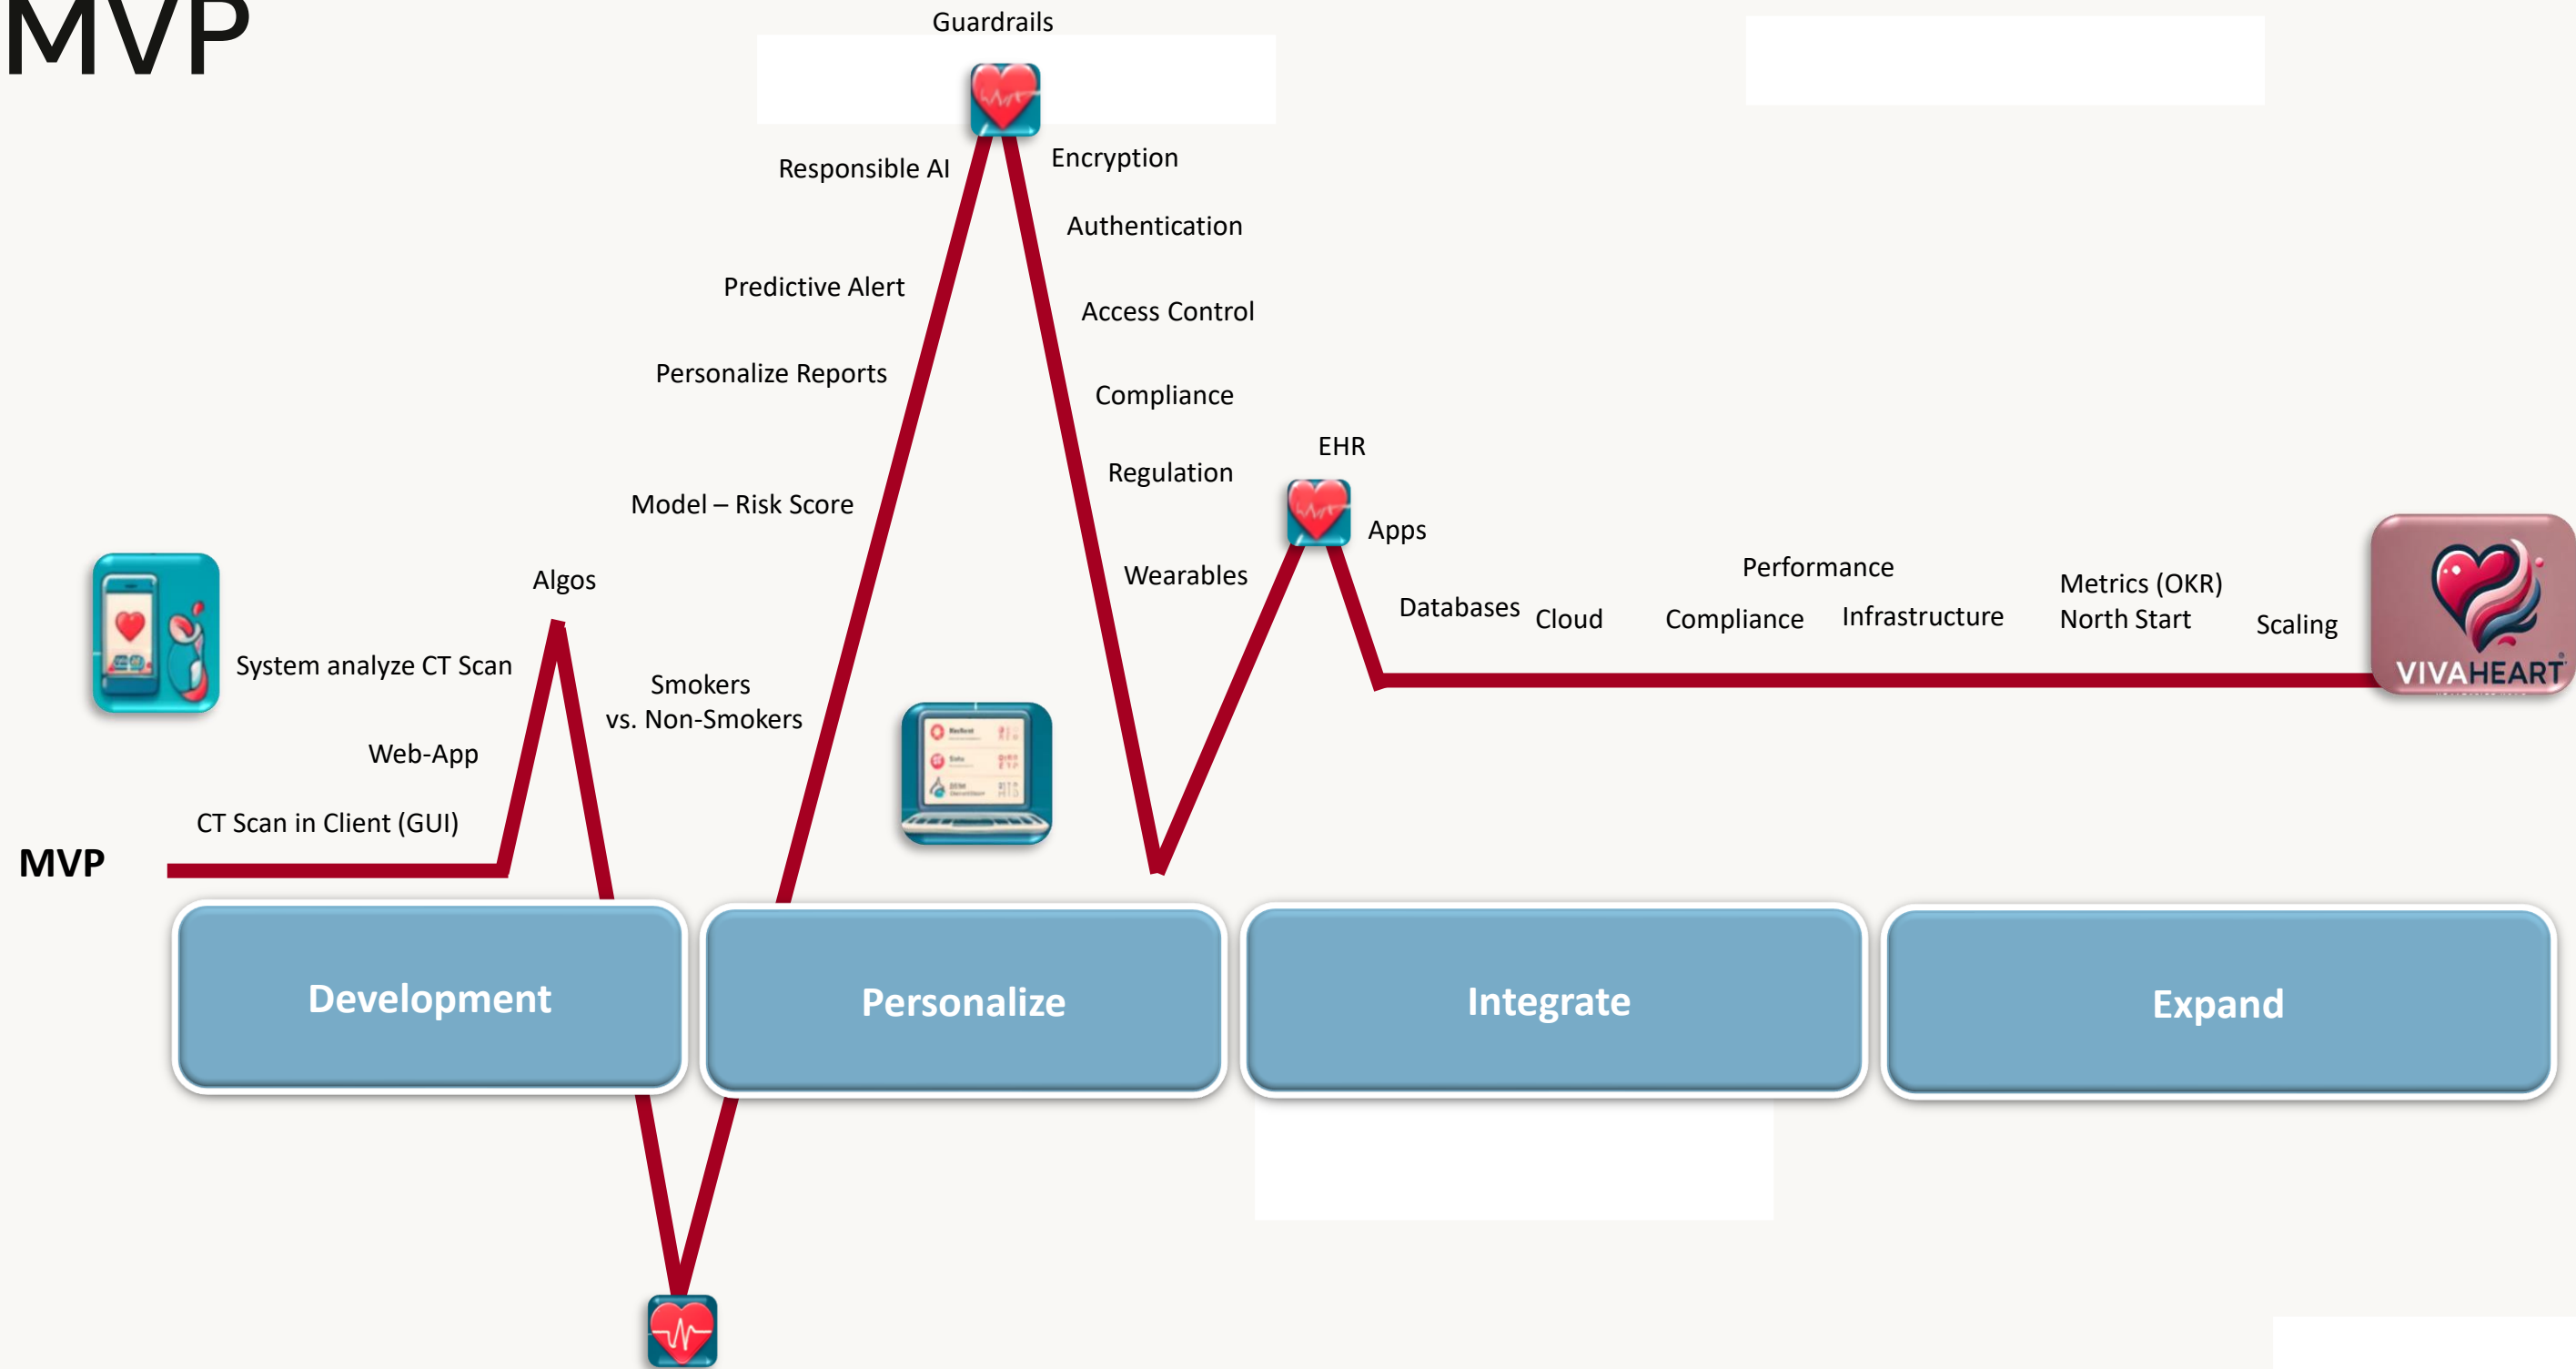 MVP
Guardrails
Responsible AI
Encryption
Authentication
Predictive Alert
Access Control
Personalize Reports
Compliance
EHR
Regulation
Model – Risk Score
Apps
Algos
Wearables
Performance
Metrics (OKR)
North Start
Databases
Cloud
Compliance
Infrastructure
Scaling
System analyze CT Scan
Smokers
vs. Non-Smokers
VIVAHEART
Web-App
CT Scan in Client (GUI)
MVP
Development
Personalize
Integrate
Expand